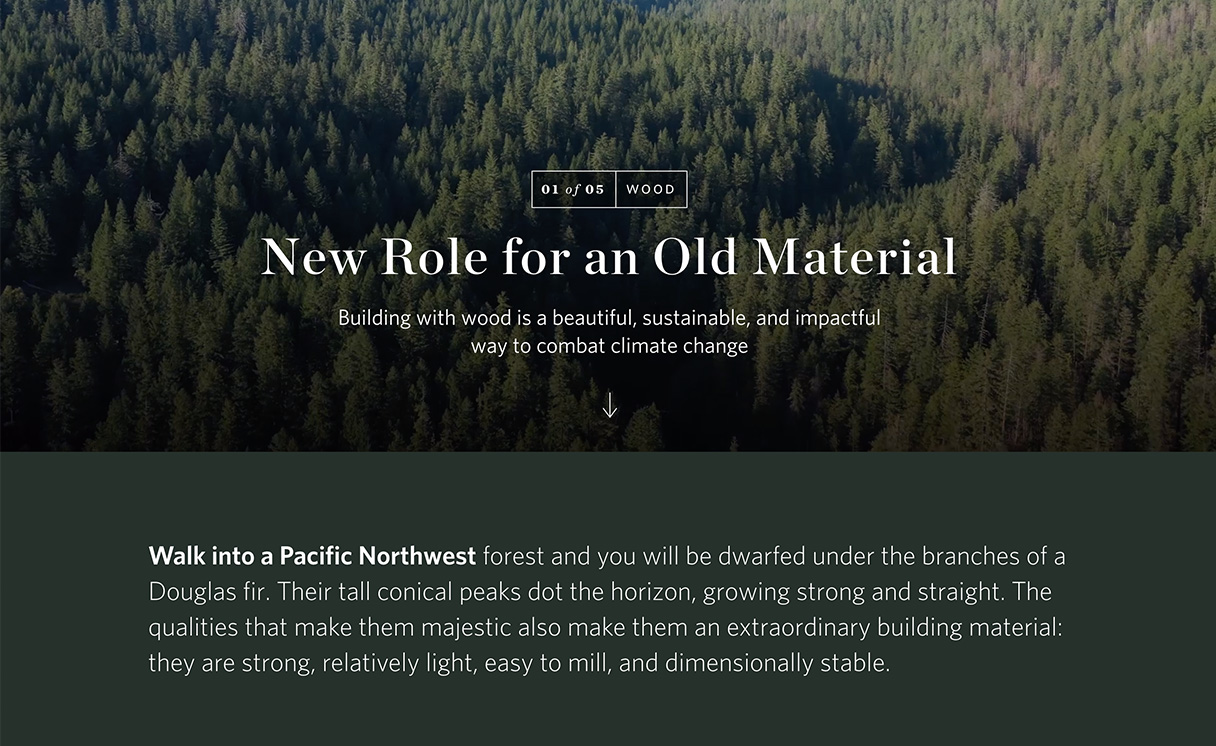 01 of 05 WOOD
New Role for an Old Material
Building with wood is a beautiful, sustainable, and impactful
way to combat climate change
Walk into a Pacific Northwest forest and you will be dwarfed under the branches of a
Douglas fir. Their tall conical peaks dot the horizon, growing strong and straight. The
qualities that make them majestic also make them an extraordinary building material:
they are strong, relatively light, easy to mill, and dimensionally stable.